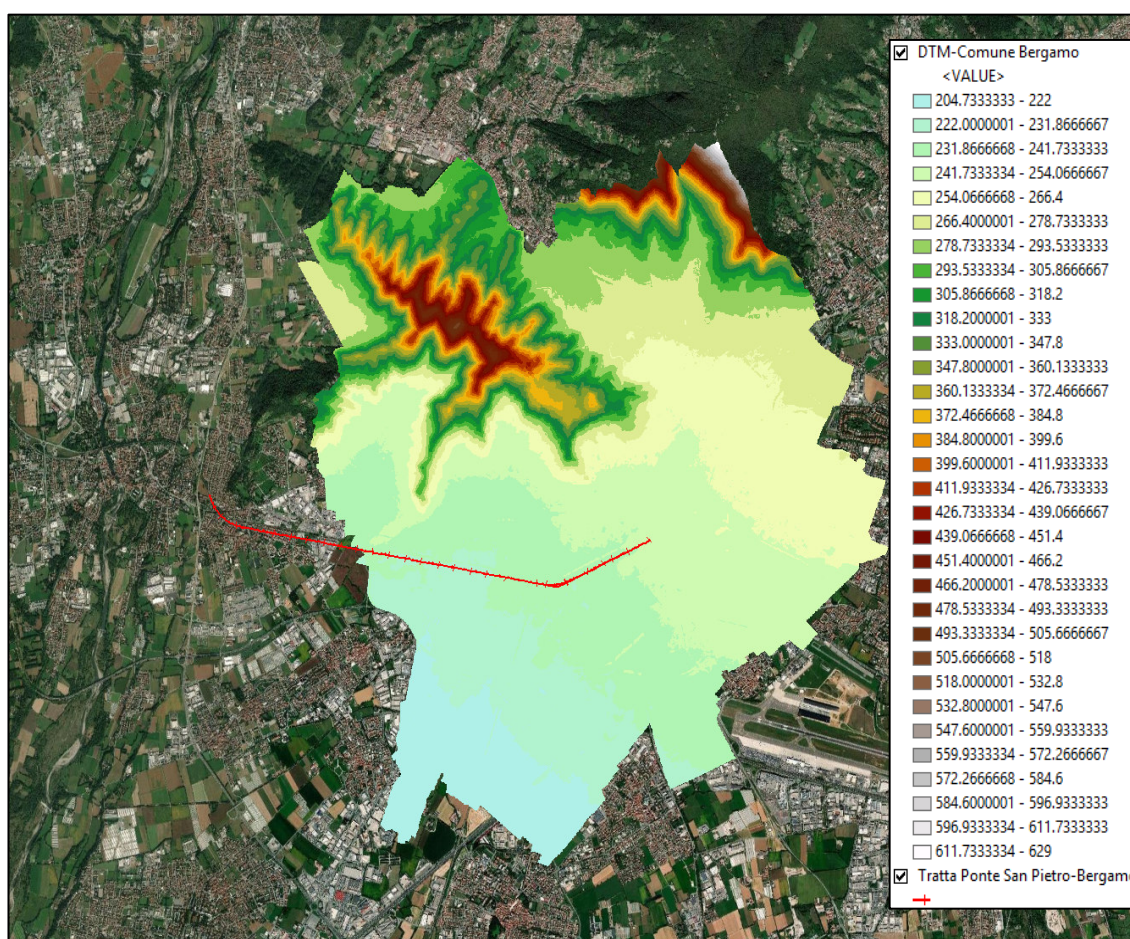 DTM-Comune Bergamo
<VALUE>
204.7333333 - 222
222.0000001 - 231.8666667
231.8666668 - 241.7333333
241.7333334 - 254.0666667
254.0666668 - 266.4
266.4000001 - 278.7333333
278.7333334 - 293.5333333
293.5333334 - 305.8666667
305.8666668 - 318.2
318.2000001 - 333
333.0000001 - 347.8
347.8000001 - 360.1333333
360.1333334 - 372.4666667
372.4666668 - 384.8
384.8000001 - 399.6
399.6000001 - 411.9333333
411.9333334 - 426.7333333
426.7333334 - 439.0666667
439.0666668 - 451.4
451.4000001 - 466.2
466.2000001 - 478.5333333
478.5333334 - 493.3333333
493.3333334 - 505.6666667
505.6666668 - 518
518.0000001 - 532.8
532.8000001 - 547.6
547.6000001 - 559.9333333
559.9333334 - 572.2666667
572.2666668 - 584.6
584.6000001 - 596.9333333
596.9333334 - 611.7333333
611.7333334 - 629
Tratta Ponte San Pietro-Bergamo